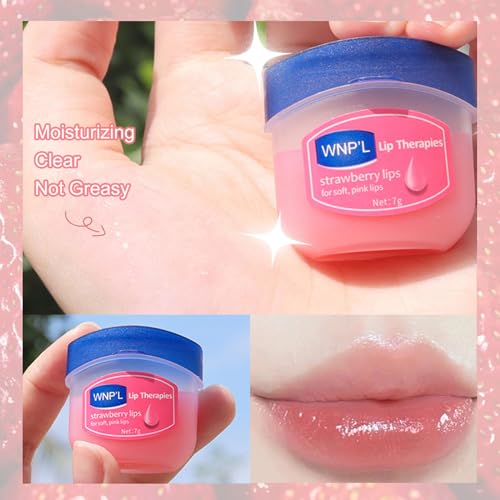 Moisturizing
Clear
Not Greasy
WNP'L Lip Therapies
strawberry lips
for soft, pink lips
Net:7g
WNP'L Lip Therapies
strawberry lips
for soft, pink lips
Net:7g